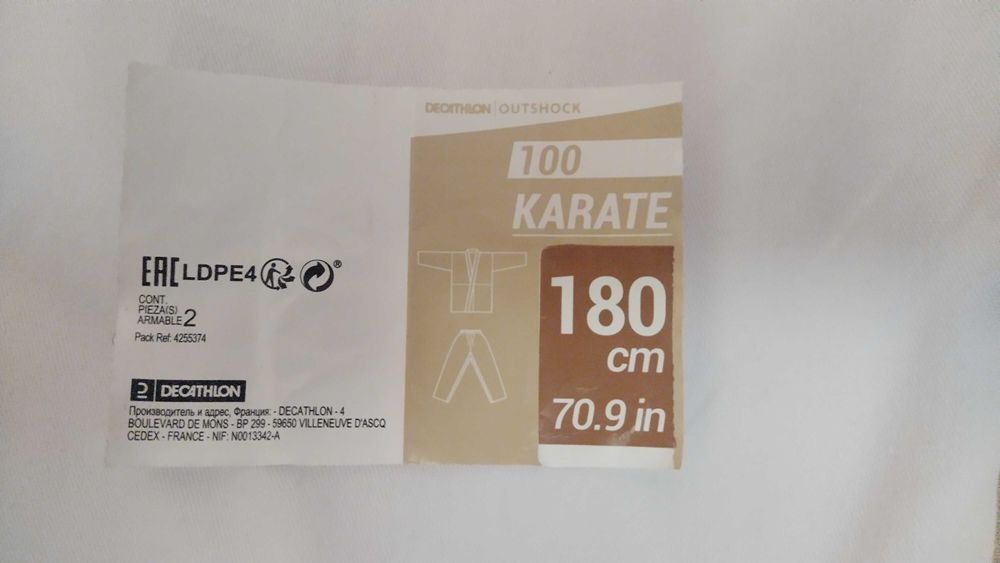 DECATHLON | OUTSHOCK
100
KARATE
180
cm
70.9 in
EAC LDPE4 ®
CONT.
PIEZA(S)
ARMABLE 2
Pack Ref: 4255374
DECATHLON
Производитель и адрес, Франция: - DECATHLON - 4
BOULEVARD DE MONS - BP 299 - 59650 VILLENEUVE D'ASCQ
CEDEX - FRANCE - NIF: N0013342-A